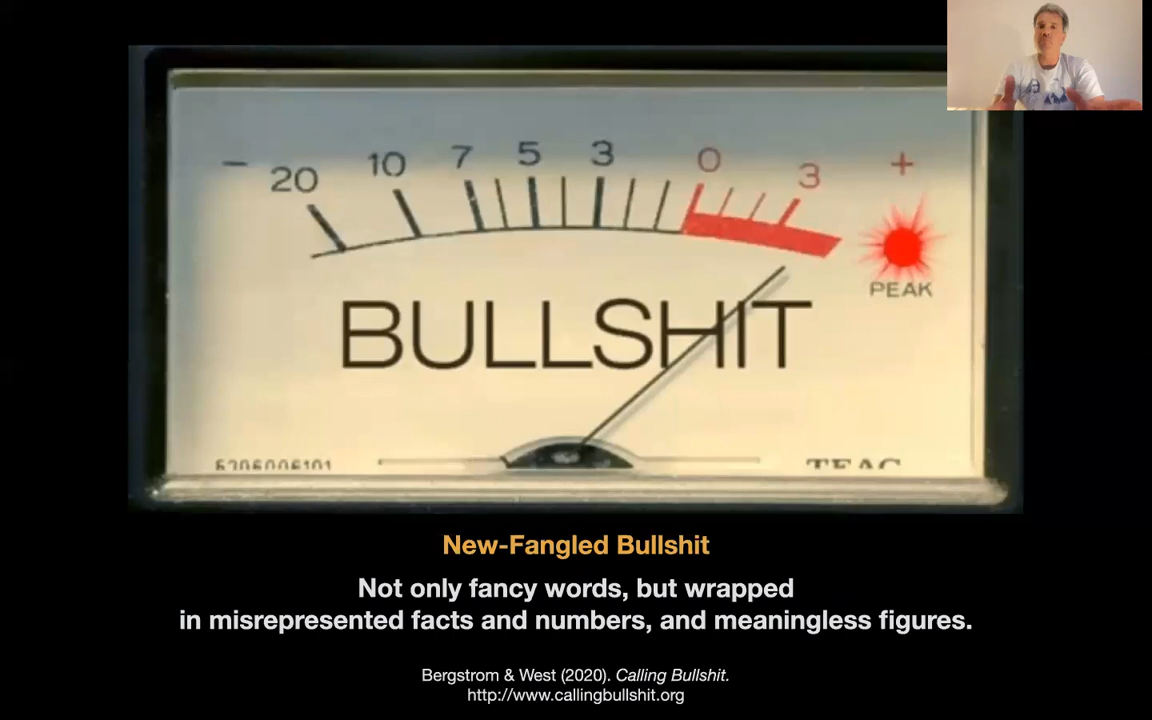 − 20 10 7 5 3 0 3 +
PEAK
BULLSHIT
TEAC
New-Fangled Bullshit
Not only fancy words, but wrapped
in misrepresented facts and numbers, and meaningless figures.
Bergstrom & West (2020). Calling Bullshit.
http://www.callingbullshit.org